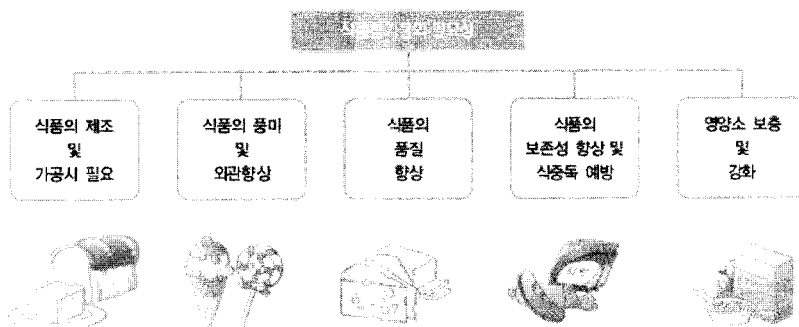 식품의 제조
및
가공시 필요
식품의 풍미
및
외관향상
식품의
품질
향상
식품의
보존성 향상 및
식중독 예방
영양소 보충
및
강화